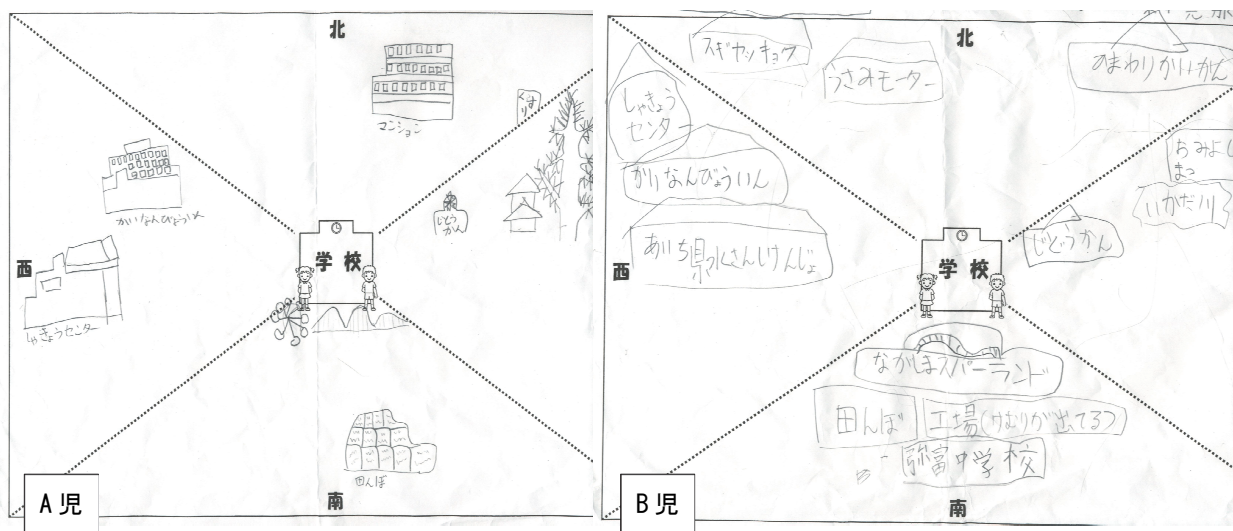 北
マンション
くすり
かいなんびょういん
じどうかん
学校
西
しゃきょうセンター
田んぼ
南
A児
北
スギヤッキョク
うさみモーター
ひまわりかいかん
しゃきょう
センター
かいなんびょういん
いかだ川
じどうかん
あいち県水さんしけんじょ
西
学校
ながしまスパーランド
田んぼ
工場(けむりが出てる)
弥富中学校
南
B児